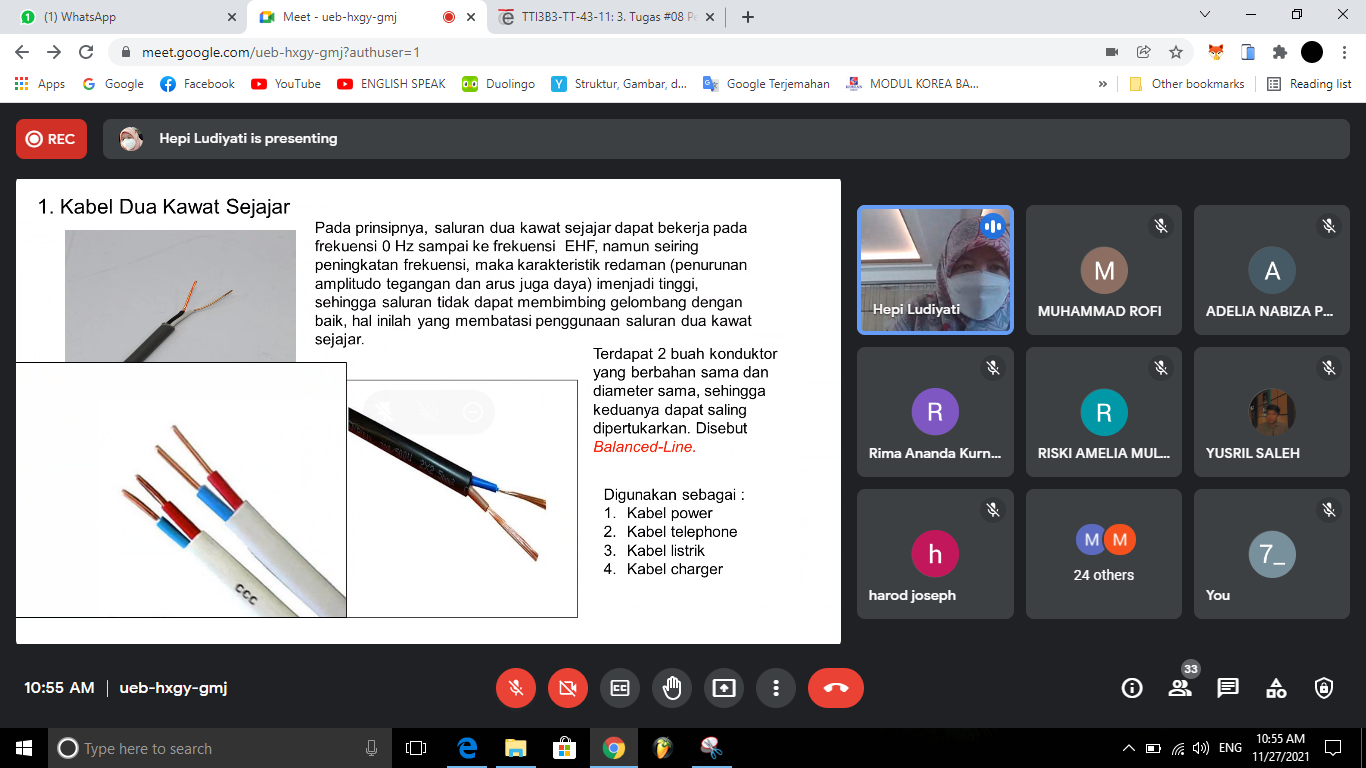 (1) WhatsApp
Meet - ueb-hxgy-gmj
TTI3B3-TT-43-11: 3. Tugas #08 Pe
meet.google.com/ueb-hxgy-gmj?authuser=1
Apps
Google
Facebook
YouTube
ENGLISH SPEAK
Duolingo
Struktur, Gambar, d...
Google Terjemahan
MODUL KOREA BA...
»
Other bookmarks
Reading list
REC
Hepi Ludiyati is presenting
1. Kabel Dua Kawat Sejajar
Pada prinsipnya, saluran dua kawat sejajar dapat bekerja pada
frekuensi 0 Hz sampai ke frekuensi EHF, namun seiring
peningkatan frekuensi, maka karakteristik redaman (penurunan
amplitudo tegangan dan arus juga daya) imenjadi tinggi,
sehingga saluran tidak dapat membimbing gelombang dengan
baik, hal inilah yang membatasi penggunaan saluran dua kawat
sejajar.
Terdapat 2 buah konduktor
yang berbahan sama dan
diameter sama, sehingga
keduanya dapat saling
dipertukarkan. Disebut
Balanced-Line.
Digunakan sebagai :
1. Kabel power
2. Kabel telephone
3. Kabel listrik
4. Kabel charger
CCC
Hepi Ludiyati
M
MUHAMMAD ROFI
A
ADELIA NABIZA P...
R
Rima Ananda Kurn...
R
RISKI AMELIA MUL...
YUSRIL SALEH
h
harod joseph
M M
24 others
7_
You
10:55 AM | ueb-hxgy-gmj
33
Type here to search
ENG
10:55 AM
11/27/2021